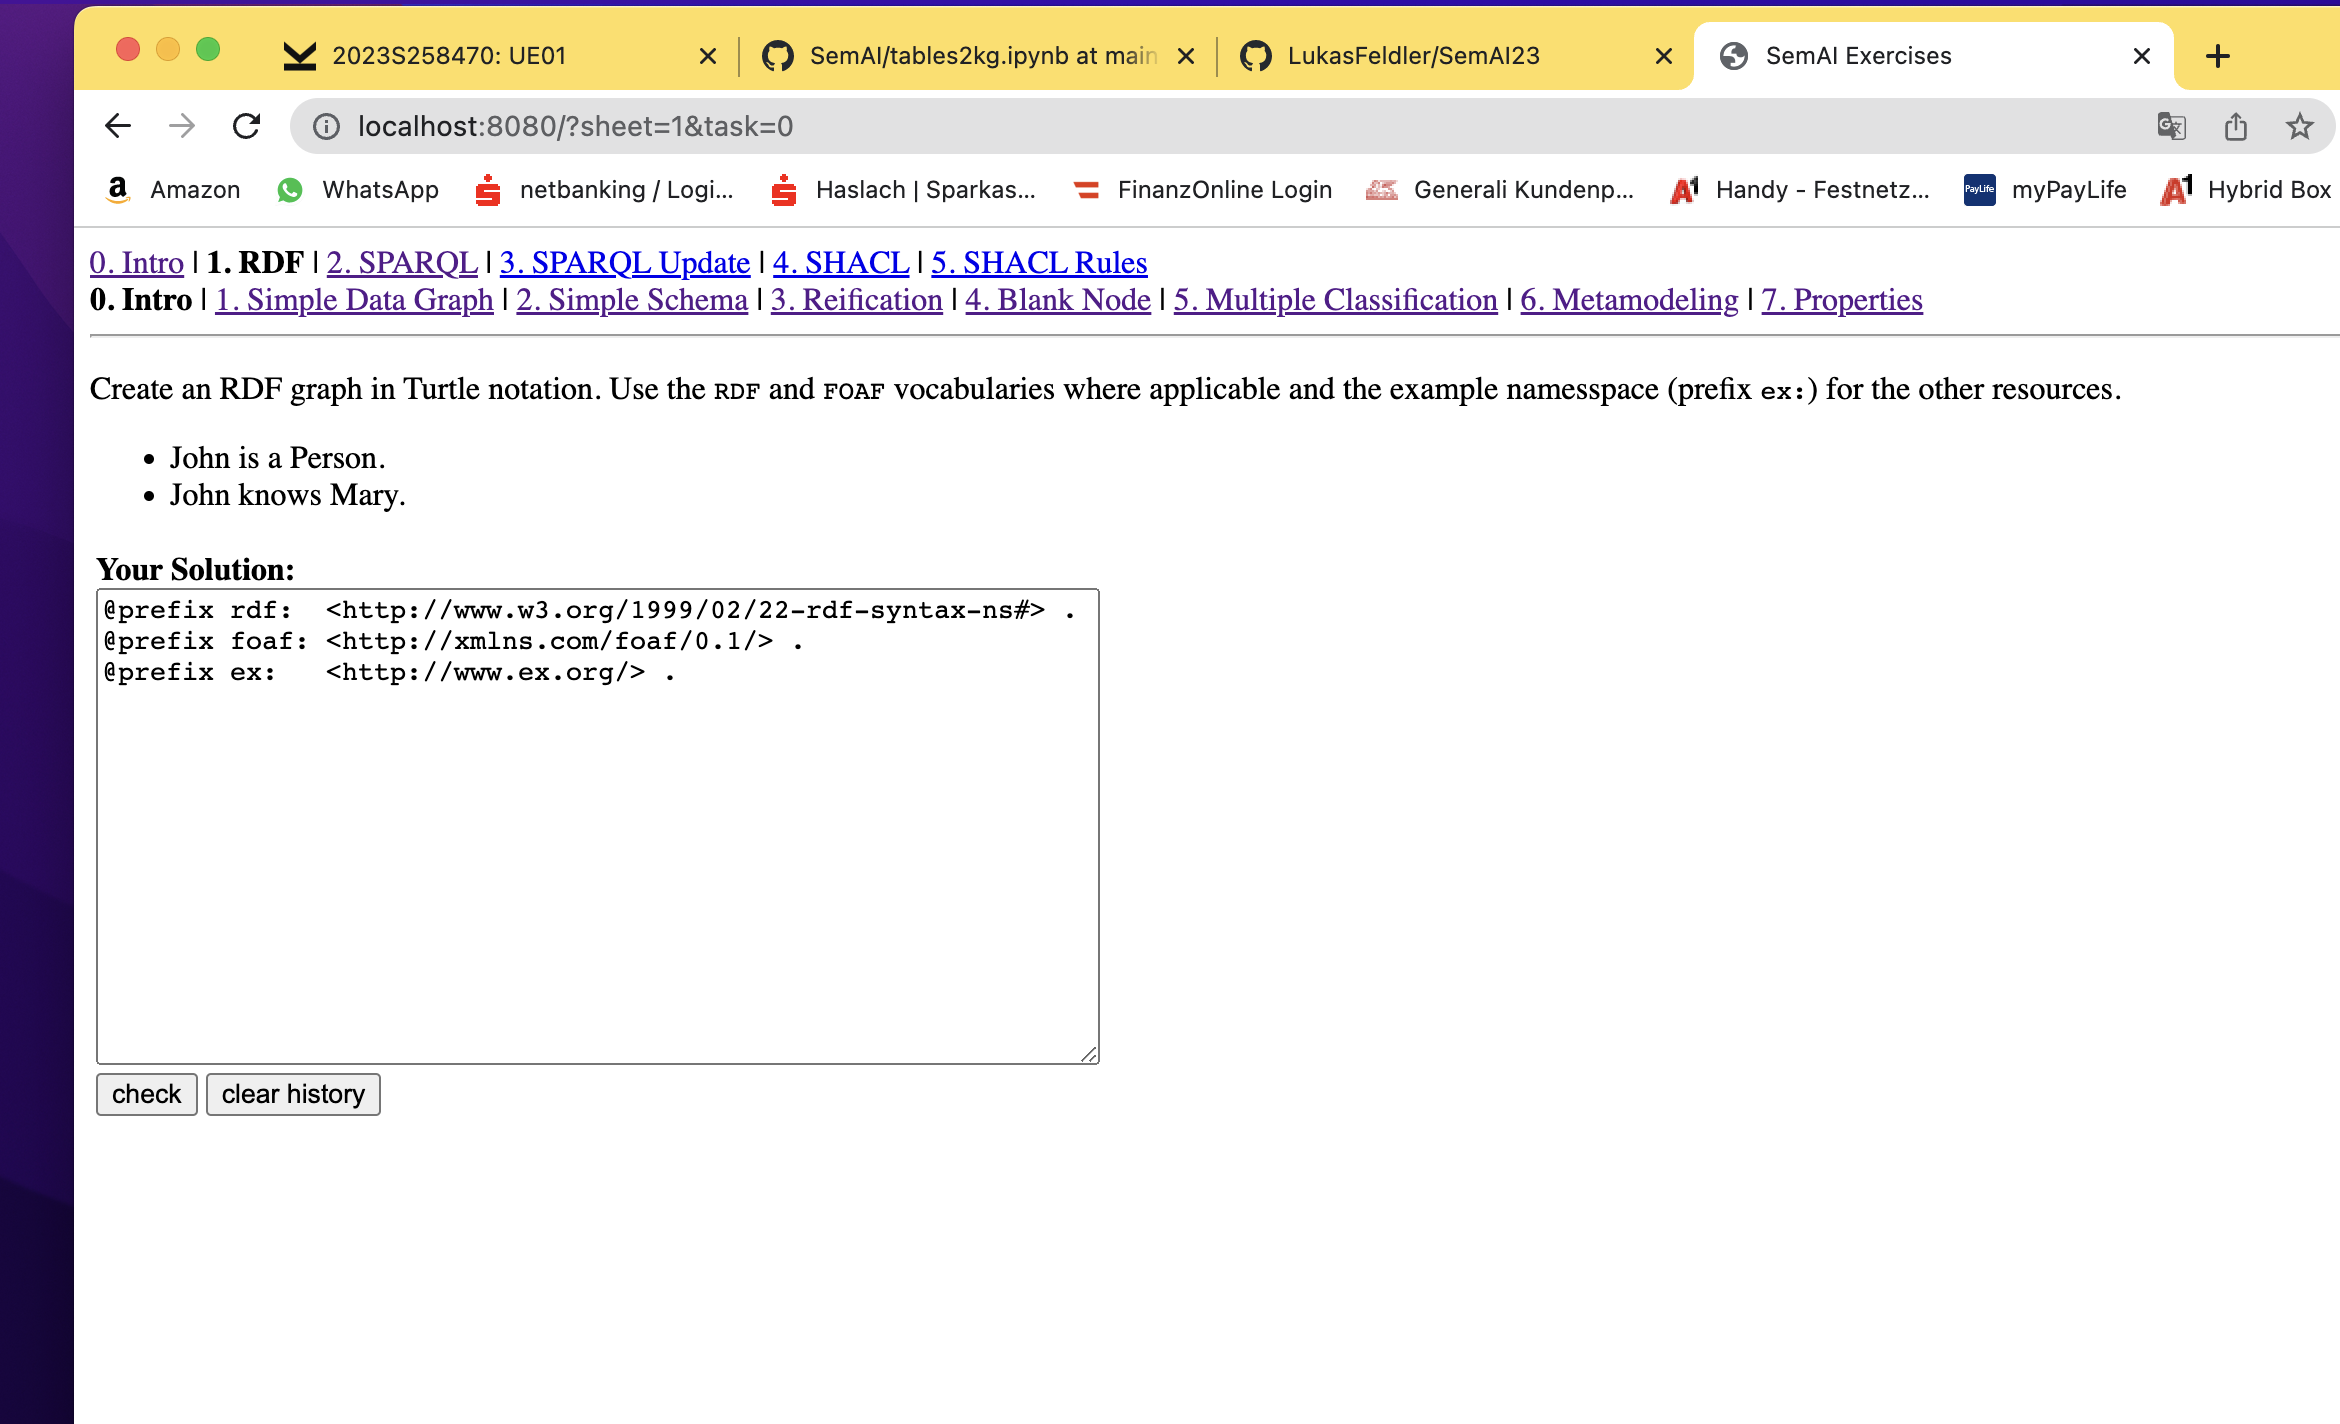 2023S258470: UE01
SemAI/tables2kg.ipynb at main
LukasFeldler/SemAI23
SemAI Exercises
localhost:8080/?sheet=1&task=0
Amazon
WhatsApp
netbanking / Logi...
Haslach | Sparkas...
FinanzOnline Login
Generali Kundenp...
Handy - Festnetz...
PayLife
myPayLife
Hybrid Box
0. Intro | 1. RDF | 2. SPARQL | 3. SPARQL Update | 4. SHACL | 5. SHACL Rules
0. Intro | 1. Simple Data Graph | 2. Simple Schema | 3. Reification | 4. Blank Node | 5. Multiple Classification | 6. Metamodeling | 7. Properties
Create an RDF graph in Turtle notation. Use the RDF and FOAF vocabularies where applicable and the example namesspace (prefix ex:) for the other resources.
• John is a Person.
• John knows Mary.
Your Solution:
@prefix rdf:  <http://www.w3.org/1999/02/22-rdf-syntax-ns#> .
@prefix foaf: <http://xmlns.com/foaf/0.1/> .
@prefix ex:   <http://www.ex.org/> .
check
clear history